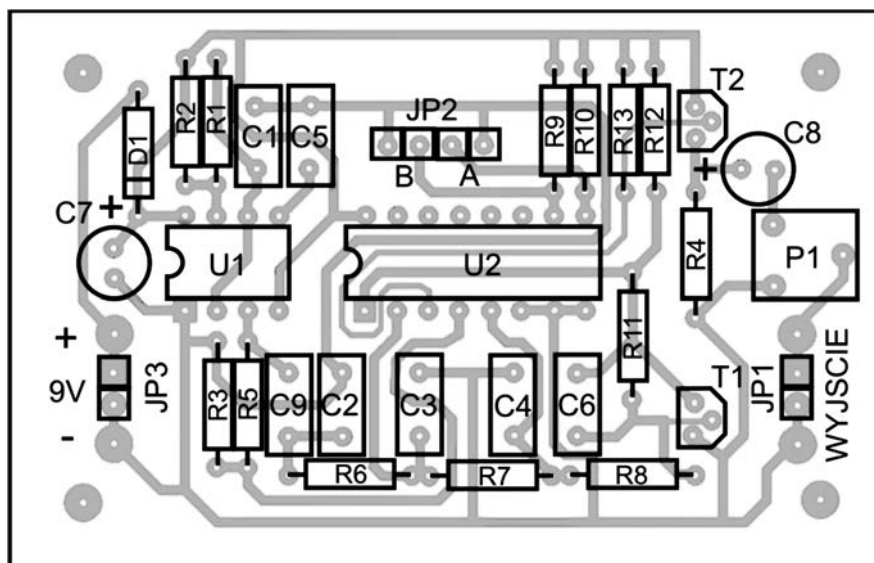 T2
JP2
R2
R1
R9
R10
R13
R12
C8
C1
C5
+
D1
B
A
C7
+
U1
U2
R4
P1
R11
+
9V
-
JP3
R3
R5
C9
C2
C3
C4
C6
T1
JP1
WYJSCIE
R6
R7
R8